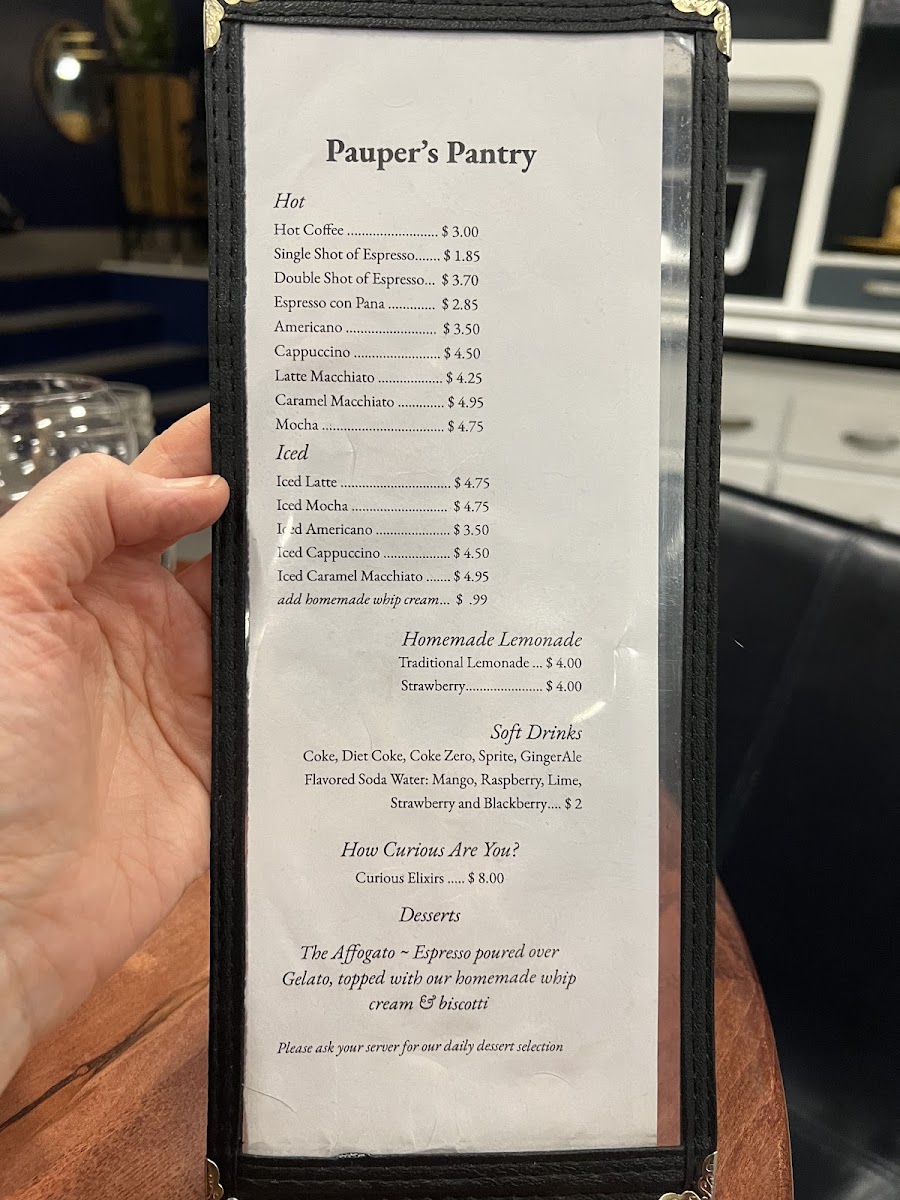 Pauper's Pantry
Hot
Hot Coffee ......................... $ 3.00
Single Shot of Espresso....... $ 1.85
Double Shot of Espresso... $ 3.70
Espresso con Pana ............. $ 2.85
Americano ......................... $ 3.50
Cappuccino ........................ $ 4.50
Latte Macchiato .................. $ 4.25
Caramel Macchiato ............. $ 4.95
Mocha .................................. $ 4.75
Iced
Iced Latte .............................. $ 4.75
Iced Mocha .......................... $ 4.75
Iced Americano .................... $ 3.50
Iced Cappuccino .................. $ 4.50
Iced Caramel Macchiato ....... $ 4.95
add homemade whip cream... $ .99
Homemade Lemonade
Traditional Lemonade ... $ 4.00
Strawberry...................... $ 4.00
Soft Drinks
Coke, Diet Coke, Coke Zero, Sprite, GingerAle
Flavored Soda Water: Mango, Raspberry, Lime,
Strawberry and Blackberry.... $ 2
How Curious Are You?
Curious Elixirs ..... $ 8.00
Desserts
The Affogato ~ Espresso poured over
Gelato, topped with our homemade whip
cream & biscotti
Please ask your server for our daily dessert selection